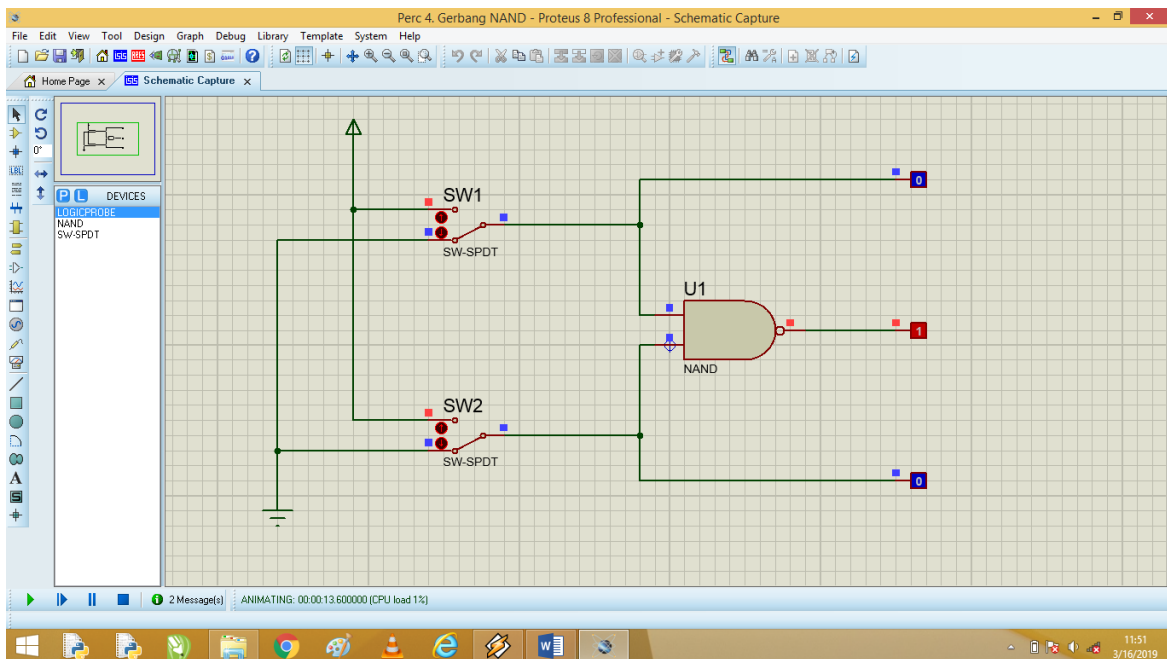 Perc 4. Gerbang NAND - Proteus 8 Professional - Schematic Capture
File Edit View Tool Design Graph Debug Library Template System Help
Home Page x Schematic Capture x
0°
LBL
P L DEVICES
LOGICPROBE
NAND
SW-SPDT
SW1
SW-SPDT
0
U1
NAND
1
SW2
SW-SPDT
0
A
S
2 Message(s) ANIMATING: 00:00:13.600000 (CPU load 1%)
11:51
3/16/2019